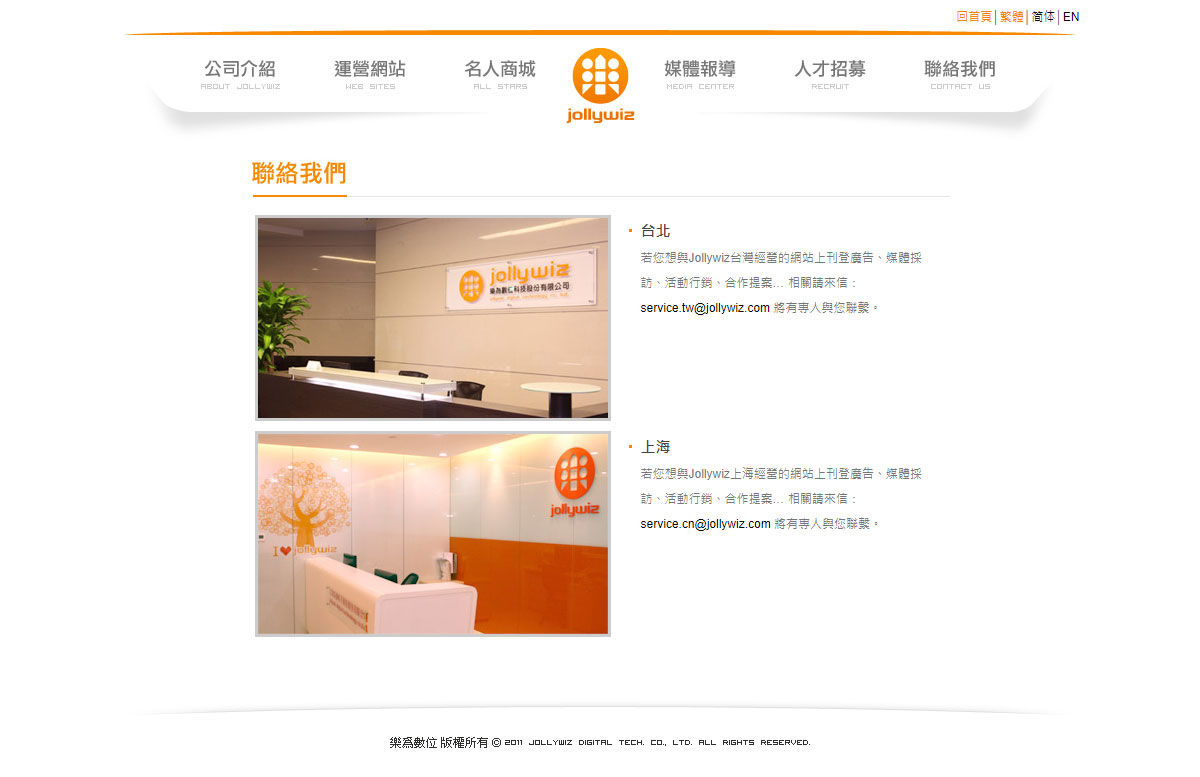 回首頁 | 繁體 | 简体 | EN
公司介紹 運營網站 名人商城 媒體報導 人才招募 聯絡我們
ABOUT JOLLYWIZ WEB SITES ALL STARS MEDIA CENTER RECRUIT CONTACT US
jollywiz
聯絡我們
jollywiz
樂為數位科技股份有限公司
台北
若您想與Jollywiz台灣經營的網站上刊登廣告、媒體採
訪、活動行銷、合作提案... 相關請來信：
service.tw@jollywiz.com 將有專人與您聯繫。
jollywiz
I ❤ jollywiz
上海
若您想與Jollywiz上海經營的網站上刊登廣告、媒體採
訪、活動行銷、合作提案... 相關請來信：
service.cn@jollywiz.com 將有專人與您聯繫。
樂爲數位 版權所有 © 2011 JOLLYWIZ DIGITAL TECH. CO., LTD. ALL RIGHTS RESERVED.